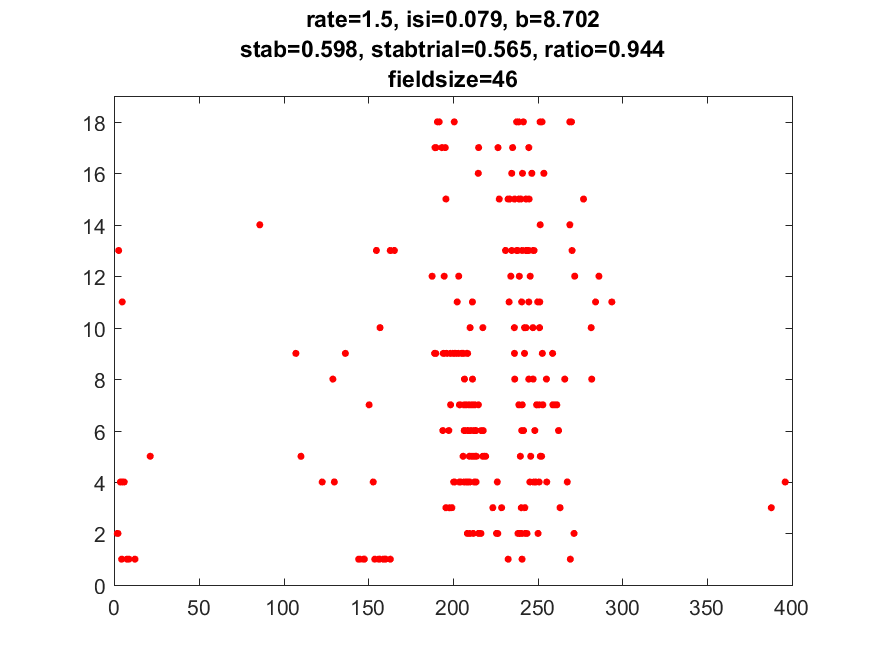 rate=1.5, isi=0.079, b=8.702
stab=0.598, stabtrial=0.565, ratio=0.944
fieldsize=46
18
16
14
12
10
8
6
4
2
0
0 50 100 150 200 250 300 350 400